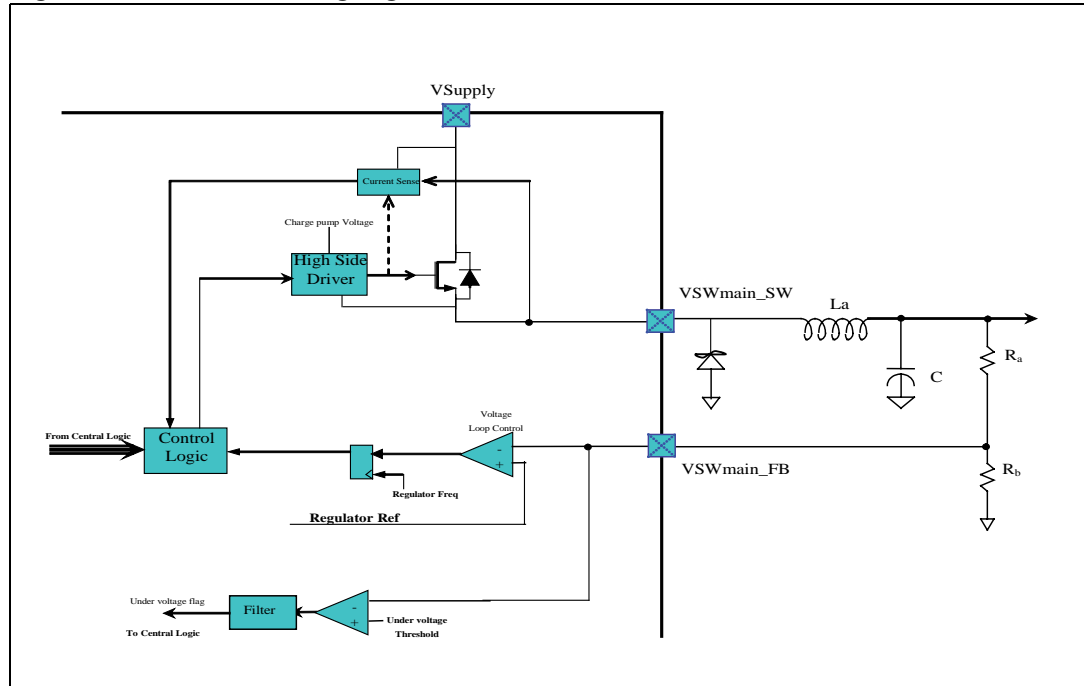 VSupply
Current Sense
Charge pump Voltage
High Side
Driver
VSWmain_SW
La
Ra
C
Voltage
Loop Control
From Central Logic
Control
Logic
-
+
VSWmain_FB
Rb
Regulator Freq
Regulator Ref
Under voltage flag
Filter
-
+
Under voltage
Threshold
To Central Logic